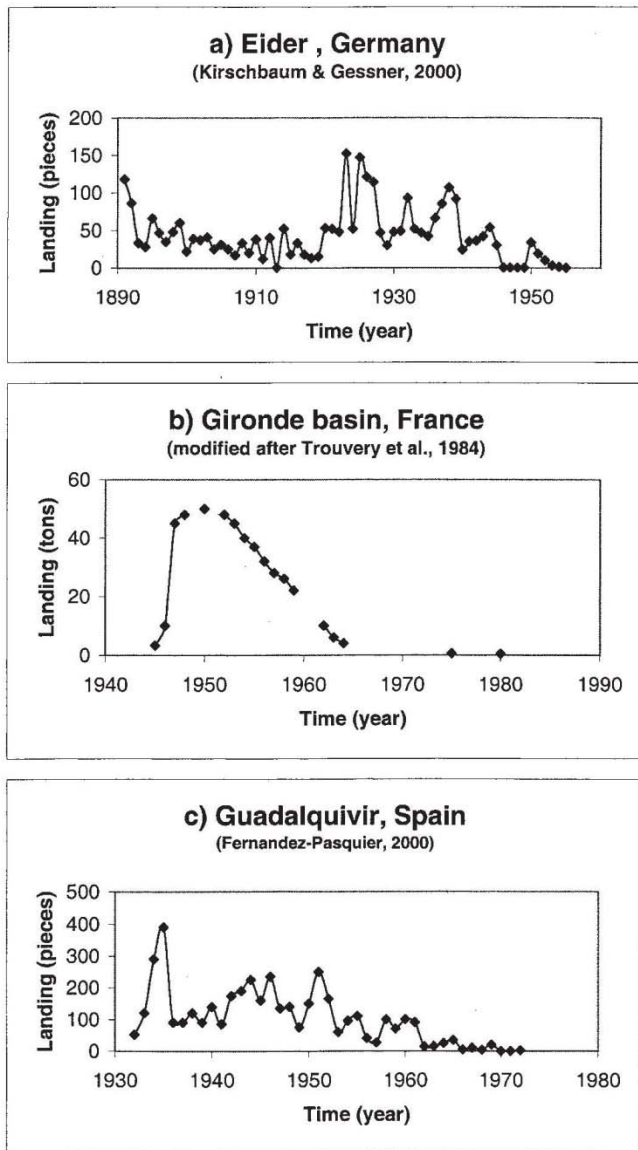 a) Eider , Germany
(Kirschbaum & Gessner, 2000)
Landing (pieces)
200
150
100
50
0
1890 1910 1930 1950
Time (year)
b) Gironde basin, France
(modified after Trouvery et al., 1984)
Landing (tons)
60
40
20
0
1940 1950 1960 1970 1980 1990
Time (year)
c) Guadalquivir, Spain
(Fernandez-Pasquier, 2000)
Landing (pieces)
500
400
300
200
100
0
1930 1940 1950 1960 1970 1980
Time (year)